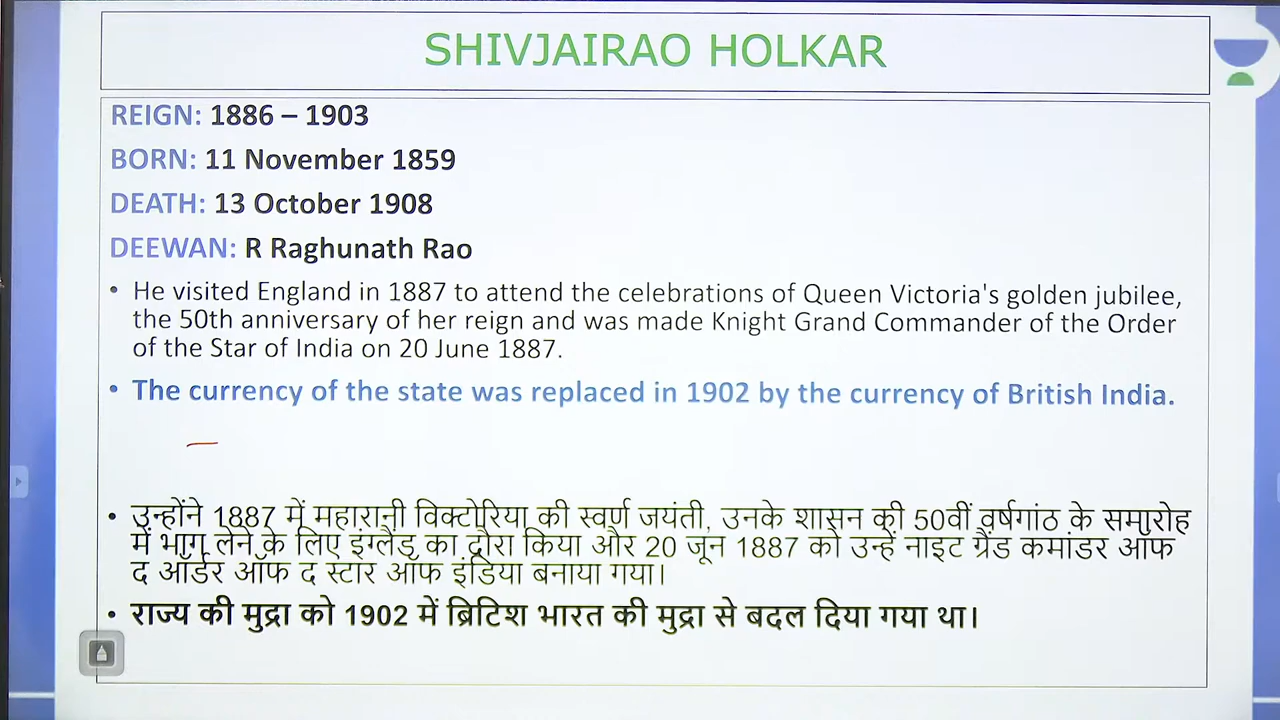 SHIVJAIRAO HOLKAR
REIGN: 1886 – 1903
BORN: 11 November 1859
DEATH: 13 October 1908
DEEWAN: R Raghunath Rao
• He visited England in 1887 to attend the celebrations of Queen Victoria's golden jubilee,
the 50th anniversary of her reign and was made Knight Grand Commander of the Order
of the Star of India on 20 June 1887.
• The currency of the state was replaced in 1902 by the currency of British India.
• उन्होंने 1887 में महारानी विक्टोरिया की स्वर्ण जयंती, उनके शासन की 50वीं वर्षगांठ के समारोह
में भाग लेने के लिए इंग्लैंड का दौरा किया और 20 जून 1887 को उन्हें नाइट ग्रैंड कमांडर ऑफ
द ऑर्डर ऑफ द स्टार ऑफ इंडिया बनाया गया।
• राज्य की मुद्रा को 1902 में ब्रिटिश भारत की मुद्रा से बदल दिया गया था।